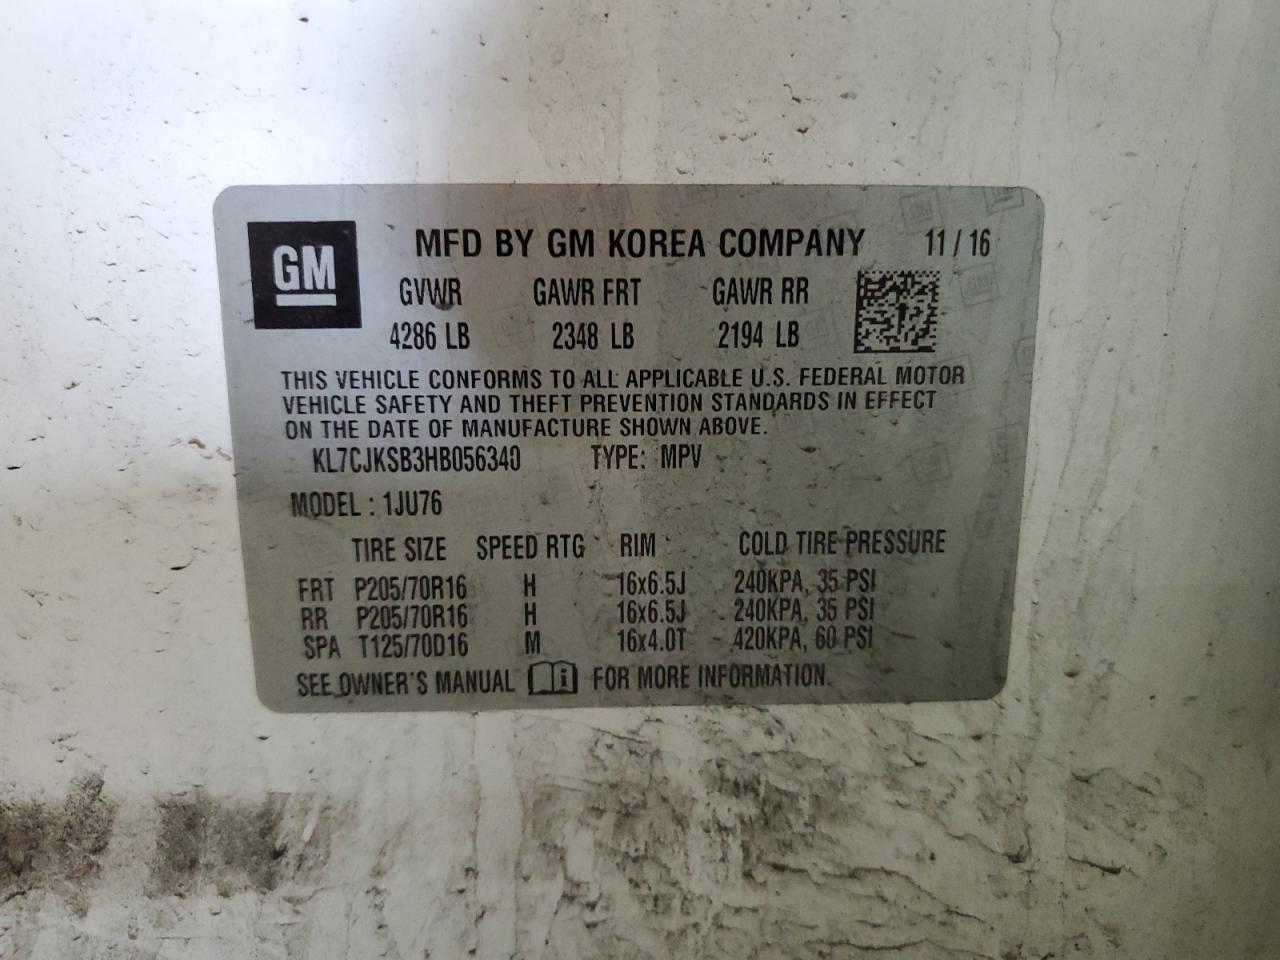 GM
MFD BY GM KOREA COMPANY 11 / 16
GVWR GAWR FRT GAWR RR
4286 LB 2348 LB 2194 LB
THIS VEHICLE CONFORMS TO ALL APPLICABLE U.S. FEDERAL MOTOR
VEHICLE SAFETY AND THEFT PREVENTION STANDARDS IN EFFECT
ON THE DATE OF MANUFACTURE SHOWN ABOVE.
KL7CJKSB3HB056340 TYPE: MPV
MODEL : 1JU76
TIRE SIZE SPEED RTG RIM COLD TIRE PRESSURE
FRT P205/70R16 H 16x6.5J 240KPA, 35 PSI
RR P205/70R16 H 16x6.5J 240KPA, 35 PSI
SPA T125/70D16 M 16x4.0T 420KPA, 60 PSI
SEE OWNER'S MANUAL i FOR MORE INFORMATION.